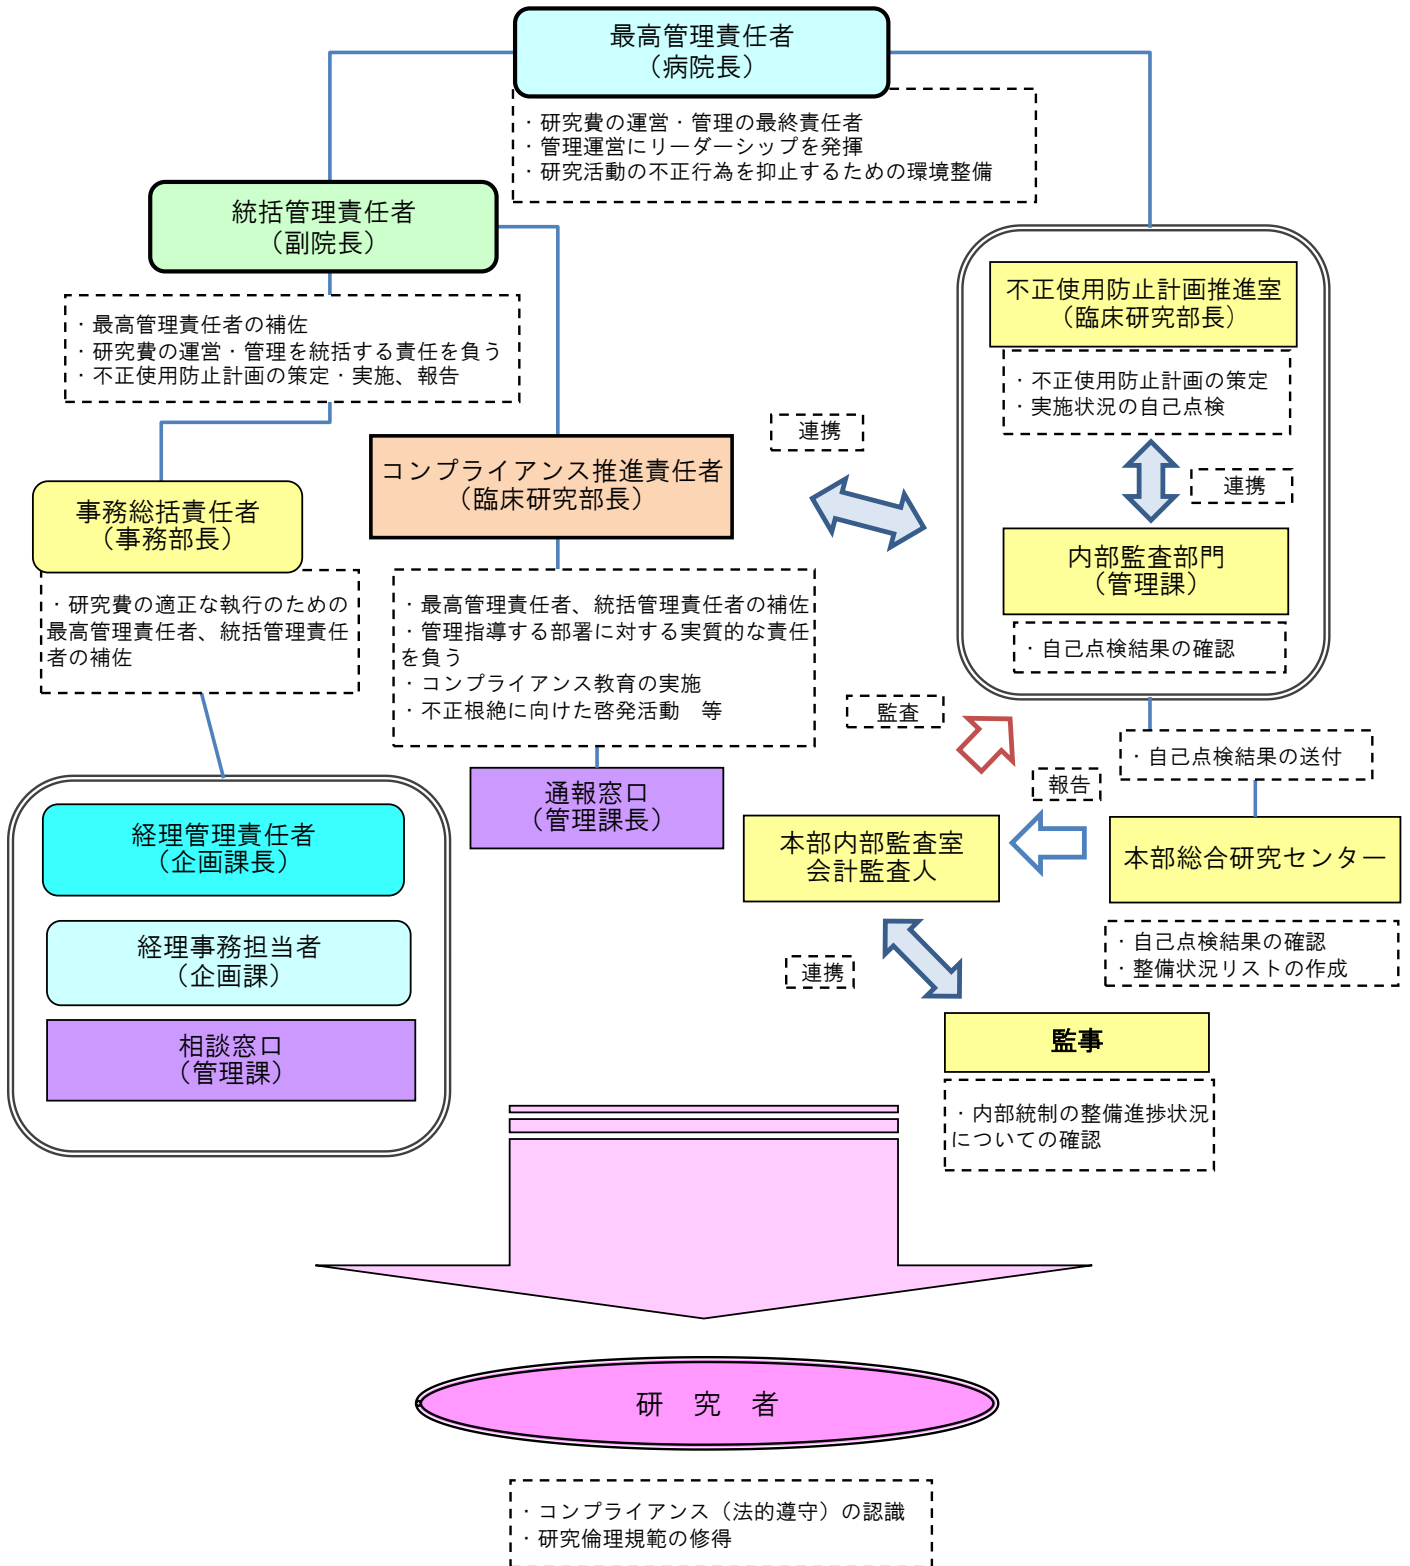 最高管理責任者
（病院長）
・研究費の運営・管理の最終責任者
・管理運営にリーダーシップを発揮
・研究活動の不正行為を抑止するための環境整備
統括管理責任者
（副院長）
・最高管理責任者の補佐
・研究費の運営・管理を統括する責任を負う
・不正使用防止計画の策定・実施、報告
不正使用防止計画推進室
（臨床研究部長）
・不正使用防止計画の策定
・実施状況の自己点検
連携
連携
コンプライアンス推進責任者
（臨床研究部長）
事務総括責任者
（事務部長）
内部監査部門
（管理課）
・自己点検結果の確認
・研究費の適正な執行のための
最高管理責任者、統括管理責任
者の補佐
・最高管理責任者、統括管理責任者の補佐
・管理指導する部署に対する実質的な責任
を負う
・コンプライアンス教育の実施
・不正根絶に向けた啓発活動　等
監査
・自己点検結果の送付
報告
通報窓口
（管理課長）
経理管理責任者
（企画課長）
本部内部監査室
会計監査人
本部総合研究センター
経理事務担当者
（企画課）
連携
・自己点検結果の確認
・整備状況リストの作成
相談窓口
（管理課）
監事
・内部統制の整備進捗状況
についての確認
研　究　者
・コンプライアンス（法的遵守）の認識
・研究倫理規範の修得